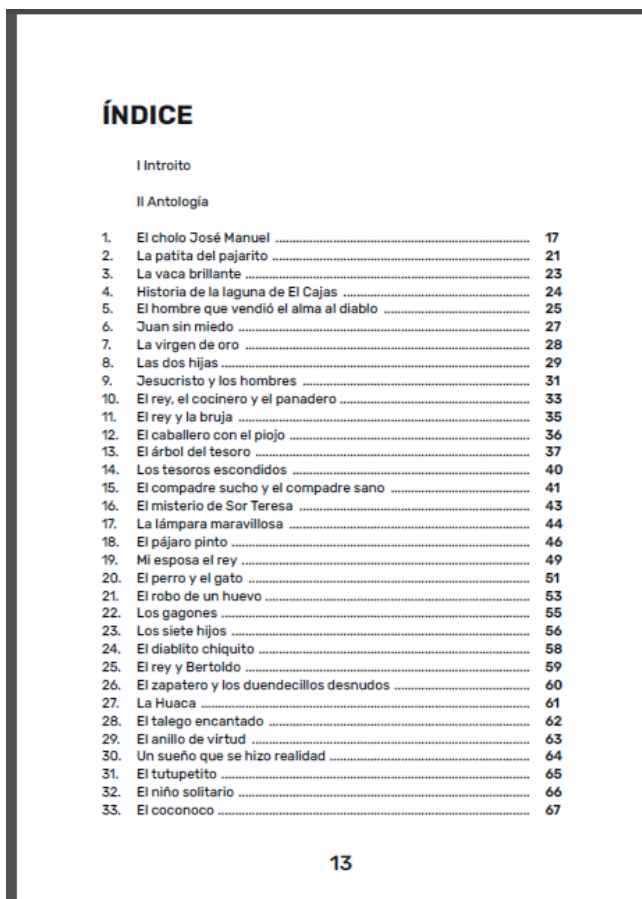 ÍNDICE
I Introito
II Antología
1. El cholo José Manuel ........................ 17
2. La patita del pajarito ........................ 21
3. La vaca brillante ........................ 23
4. Historia de la laguna de El Cajas ........................ 24
5. El hombre que vendió el alma al diablo ........................ 25
6. Juan sin miedo ........................ 27
7. La virgen de oro ........................ 28
8. Las dos hijas ........................ 29
9. Jesucristo y los hombres ........................ 31
10. El rey, el cocinero y el panadero ........................ 33
11. El rey y la bruja ........................ 35
12. El caballero con el piojo ........................ 36
13. El árbol del tesoro ........................ 37
14. Los tesoros escondidos ........................ 40
15. El compadre sucho y el compadre sano ........................ 41
16. El misterio de Sor Teresa ........................ 43
17. La lámpara maravillosa ........................ 44
18. El pájaro pinto ........................ 46
19. Mi esposa el rey ........................ 49
20. El perro y el gato ........................ 51
21. El robo de un huevo ........................ 53
22. Los gagones ........................ 55
23. Los siete hijos ........................ 56
24. El diablito chiquito ........................ 58
25. El rey y Bertoldo ........................ 59
26. El zapatero y los duendecillos desnudos ........................ 60
27. La Huaca ........................ 61
28. El talego encantado ........................ 62
29. El anillo de virtud ........................ 63
30. Un sueño que se hizo realidad ........................ 64
31. El tutupetito ........................ 65
32. El niño solitario ........................ 66
33. El coconoco ........................ 67
13